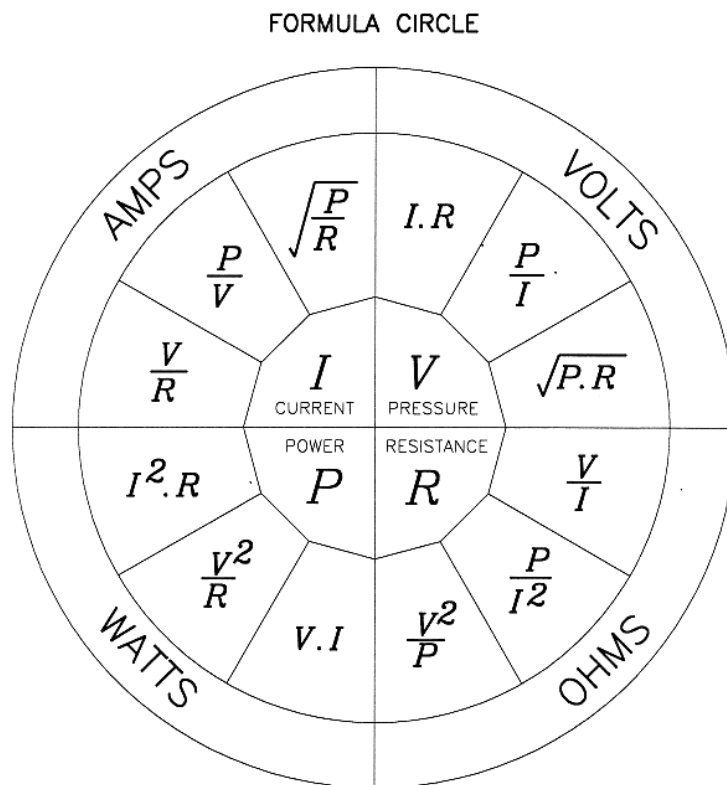 FORMULA CIRCLE
AMPS
VOLTS
√(P/R)
I.R
P/V
P/I
V/R
√(P.R)
I
CURRENT
V
PRESSURE
POWER
P
RESISTANCE
R
I².R
V/I
V²/R
P/I²
V.I
V²/P
WATTS
OHMS